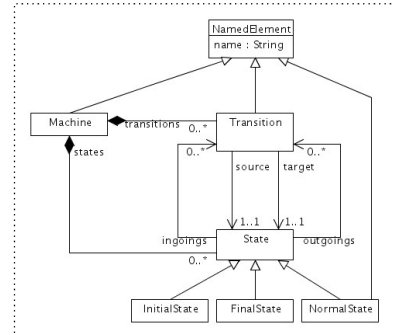 NamedElement
name : String
Machine
transitions
0..*
Transition
states
0..*
0..*
source
target
1..1
1..1
ingoings
State
outgoings
0..*
InitialState
FinalState
NormalState